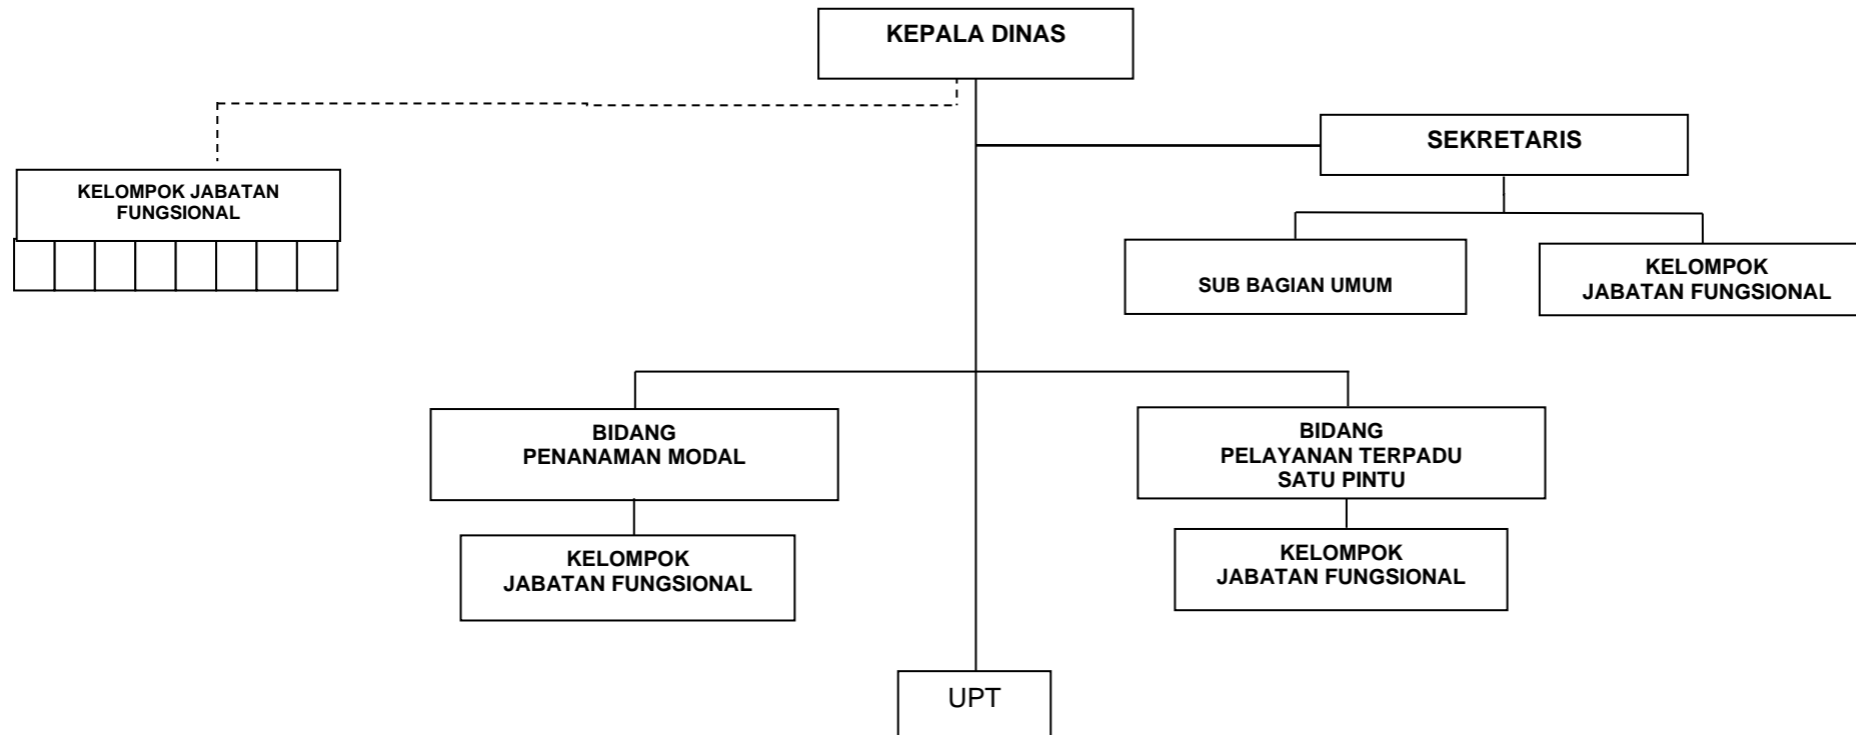 KEPALA DINAS
SEKRETARIS
KELOMPOK JABATAN
FUNGSIONAL
SUB BAGIAN UMUM
KELOMPOK
JABATAN FUNGSIONAL
BIDANG
PENANAMAN MODAL
BIDANG
PELAYANAN TERPADU
SATU PINTU
KELOMPOK
JABATAN FUNGSIONAL
KELOMPOK
JABATAN FUNGSIONAL
UPT